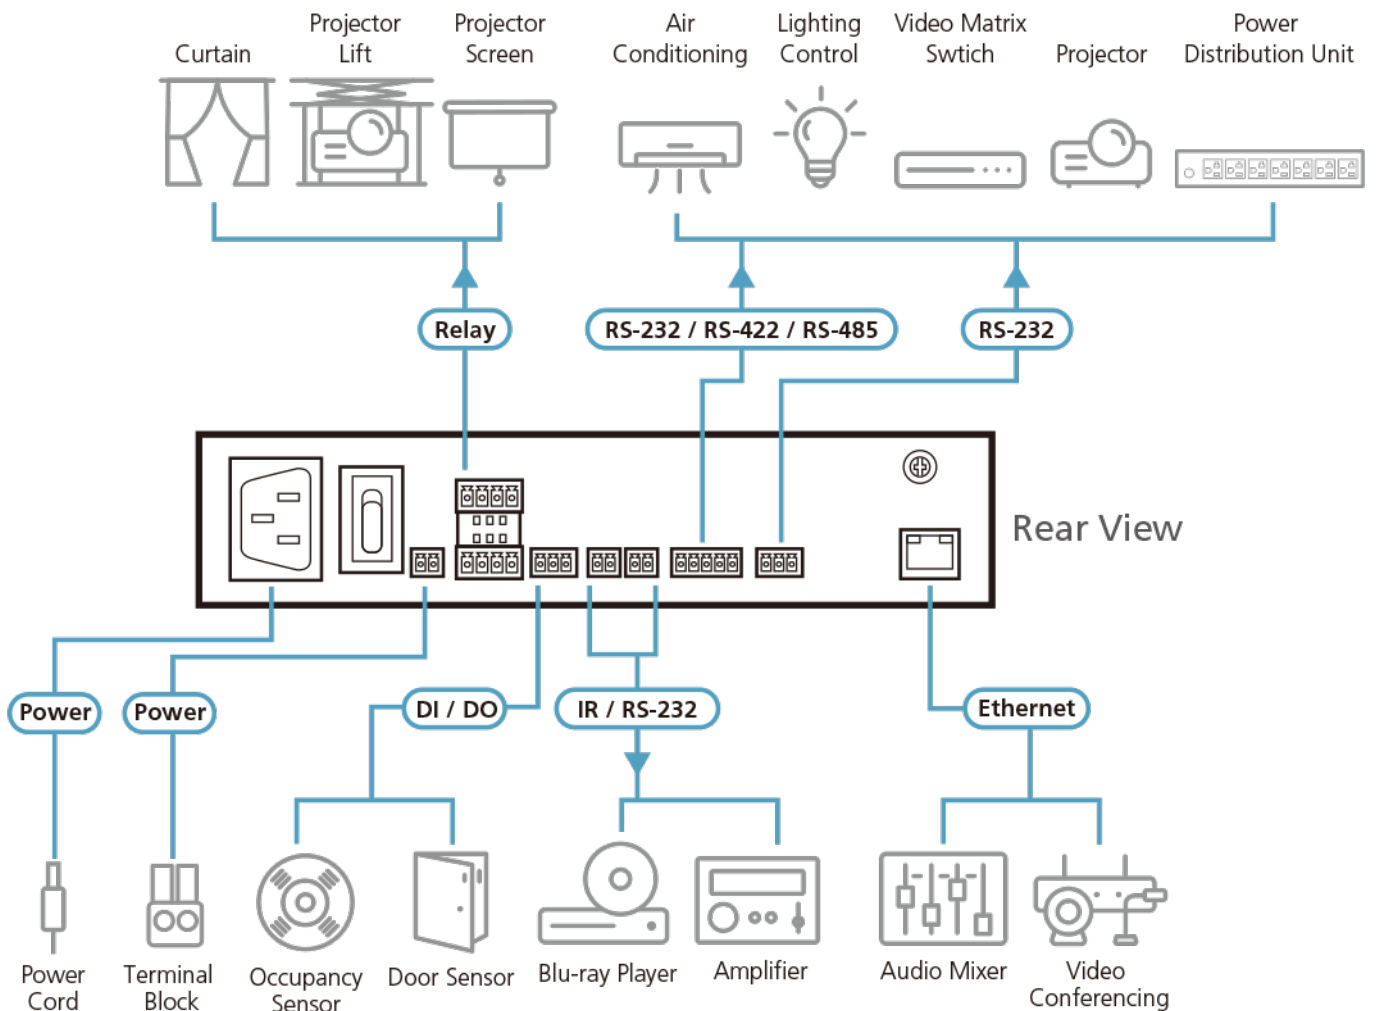 Curtain
Projector
Lift
Projector
Screen
Air
Conditioning
Lighting
Control
Video Matrix
Swtich
Projector
Power
Distribution Unit
Relay
RS-232 / RS-422 / RS-485
RS-232
Rear View
Power
Power
DI / DO
IR / RS-232
Ethernet
Power
Cord
Terminal
Block
Occupancy
Sensor
Door Sensor
Blu-ray Player
Amplifier
Audio Mixer
Video
Conferencing